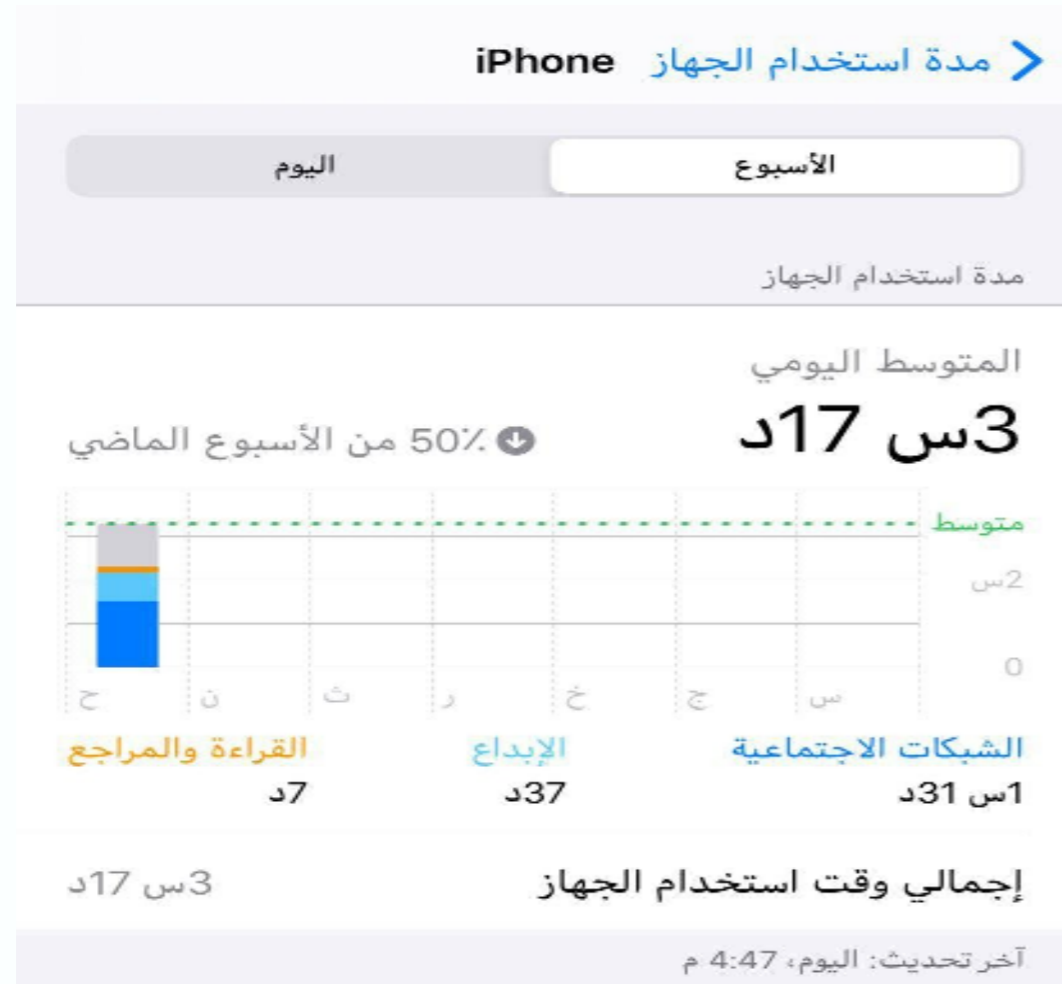 مدة استخدام الجهاز iPhone
الأسبوع اليوم
مدة استخدام الجهاز
المتوسط اليومي
3س 17د 50٪ من الأسبوع الماضي
متوسط
2س
0
س ج خ ر ث ن ح
الشبكات الاجتماعية الإبداع القراءة والمراجع
1س 31د 37د 7د
إجمالي وقت استخدام الجهاز 3س 17د
آخر تحديث: اليوم، 4:47 م